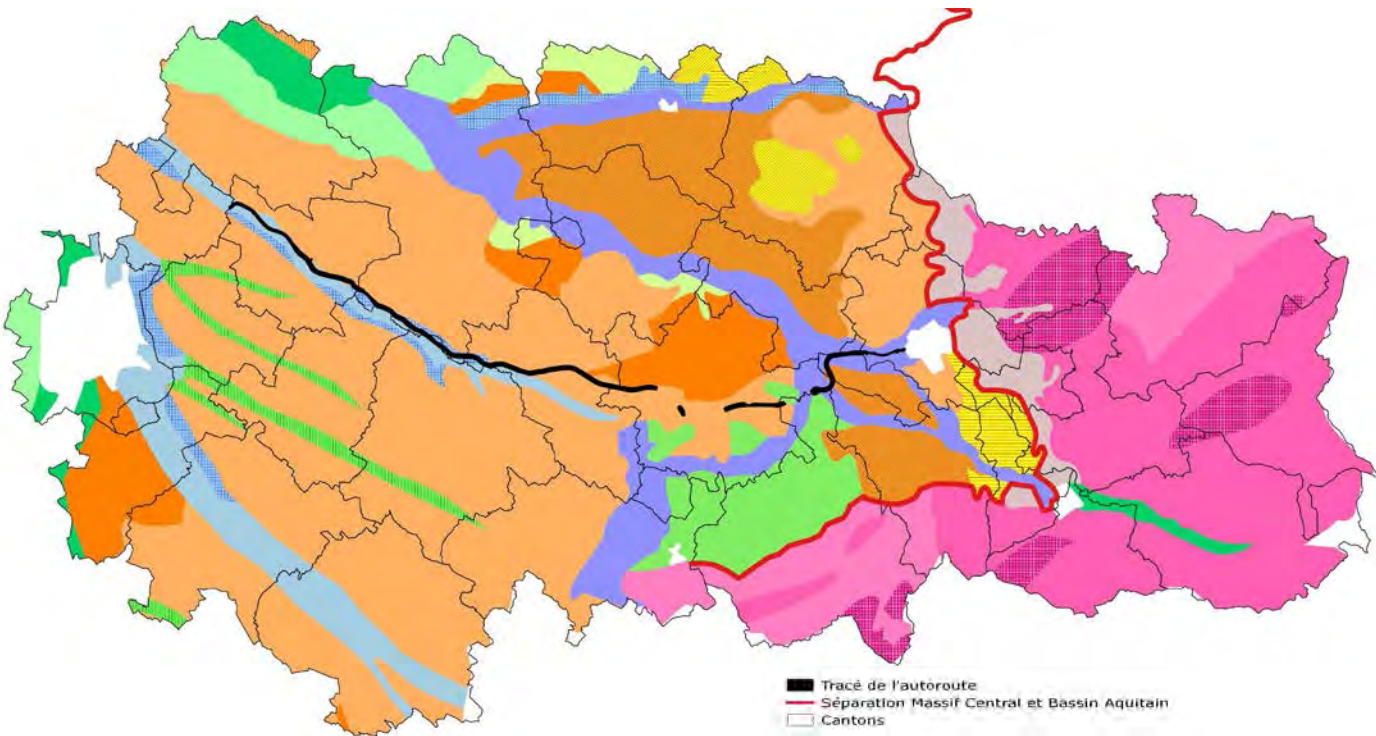 Tracé de l'autoroute
Séparation Massif Central et Bassin Aquitain
Cantons